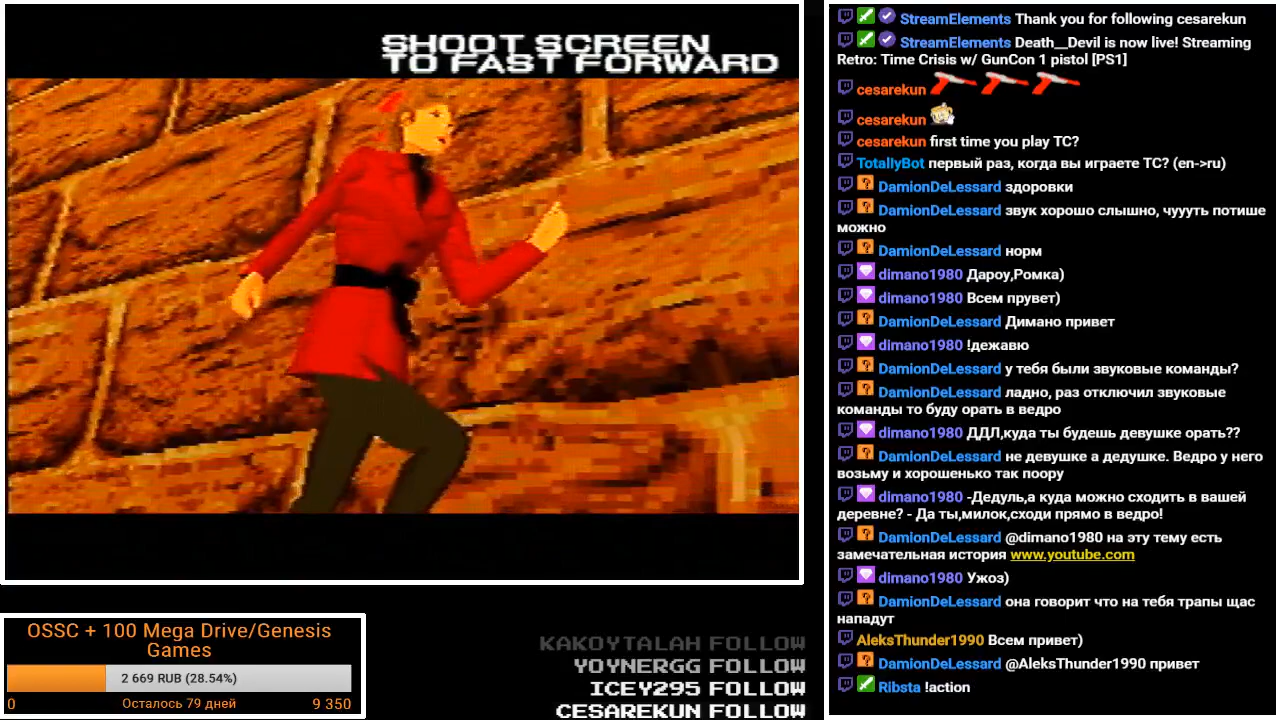 SHOOT SCREEN
TO FAST FORWARD
StreamElements Thank you for following cesarekun
StreamElements Death__Devil is now live! Streaming
Retro: Time Crisis w/ GunCon 1 pistol [PS1]
cesarekun
cesarekun
cesarekun first time you play TC?
TotallyBot первый раз, когда вы играете ТС? (en->ru)
DamionDeLessard здоровки
DamionDeLessard звук хорошо слышно, чуууть потише
можно
DamionDeLessard норм
dimano1980 Дароу,Ромка)
dimano1980 Всем прувет)
DamionDeLessard Димано привет
dimano1980 !дежавю
DamionDeLessard у тебя были звуковые команды?
DamionDeLessard ладно, раз отключил звуковые
команды то буду орать в ведро
dimano1980 ДДЛ,куда ты будешь девушке орать??
DamionDeLessard не девушке а дедушке. Ведро у него
возьму и хорошенько так поору
dimano1980 -Дедуль,а куда можно сходить в вашей
деревне? - Да ты,милок,сходи прямо в ведро!
DamionDeLessard @dimano1980 на эту тему есть
замечательная история www.youtube.com
dimano1980 Ужоз)
DamionDeLessard она говорит что на тебя трапы щас
нападут
AleksThunder1990 Всем привет)
DamionDeLessard @AleksThunder1990 привет
Ribsta !action
OSSC + 100 Mega Drive/Genesis
Games
2 669 RUB (28.54%)
0 Осталось 79 дней 9 350
KAKOYTALAH FOLLOW
YOYNERGG FOLLOW
ICEY295 FOLLOW
CESAREKUN FOLLOW